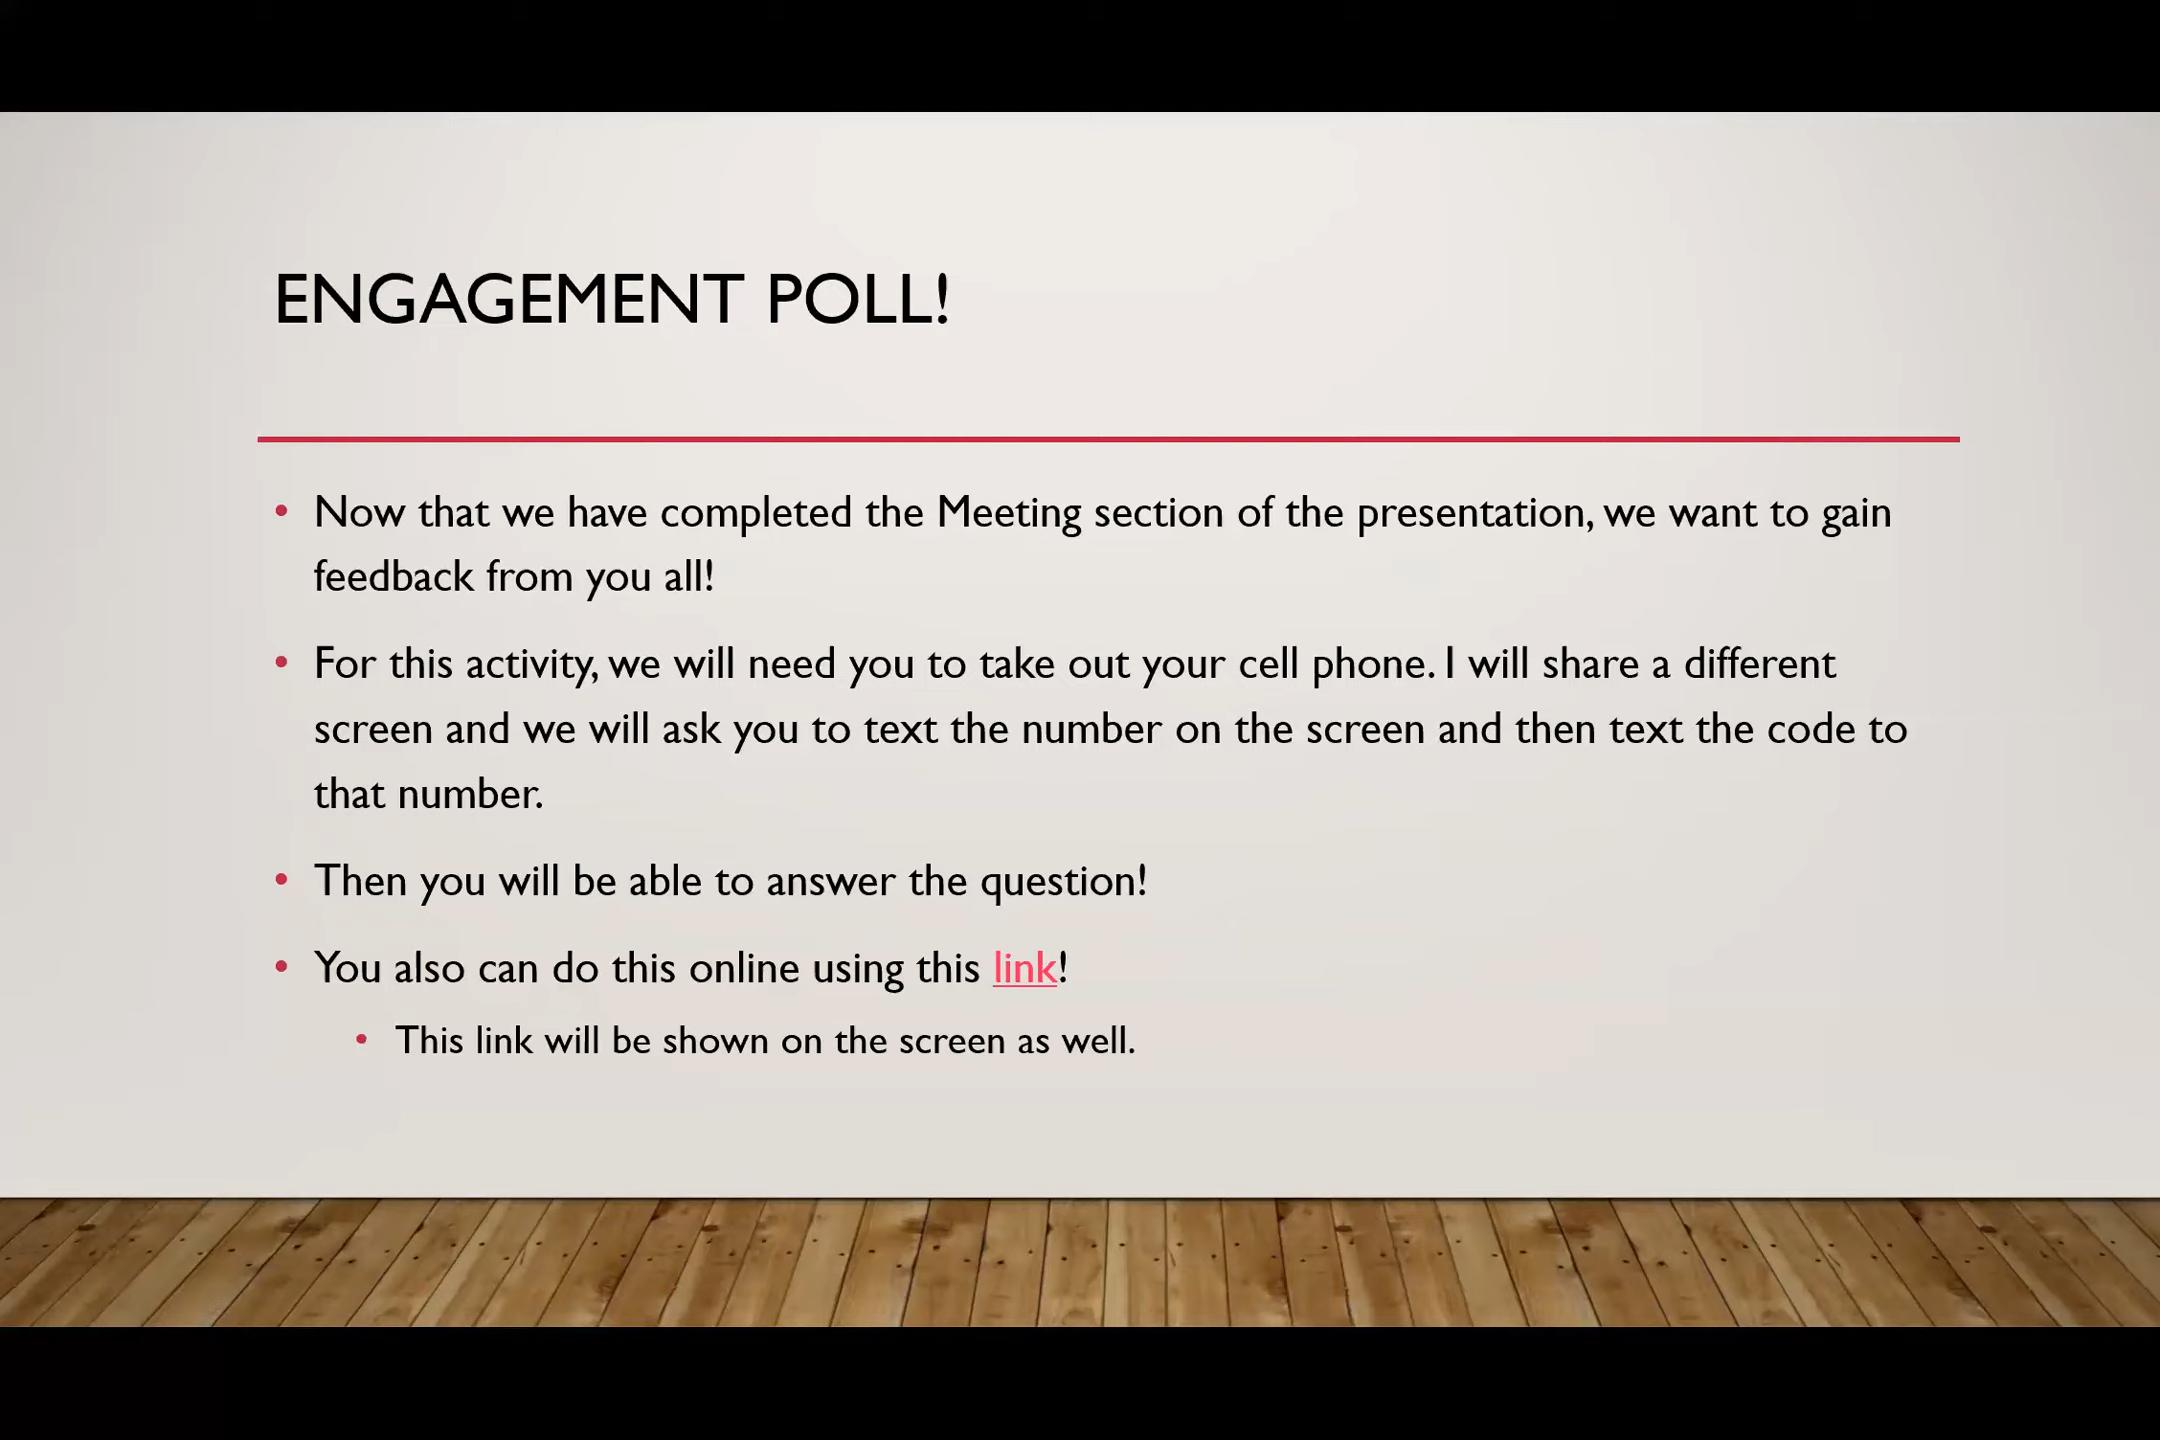 ENGAGEMENT POLL!
• Now that we have completed the Meeting section of the presentation, we want to gain
feedback from you all!
• For this activity, we will need you to take out your cell phone. I will share a different
screen and we will ask you to text the number on the screen and then text the code to
that number.
• Then you will be able to answer the question!
• You also can do this online using this link!
• This link will be shown on the screen as well.